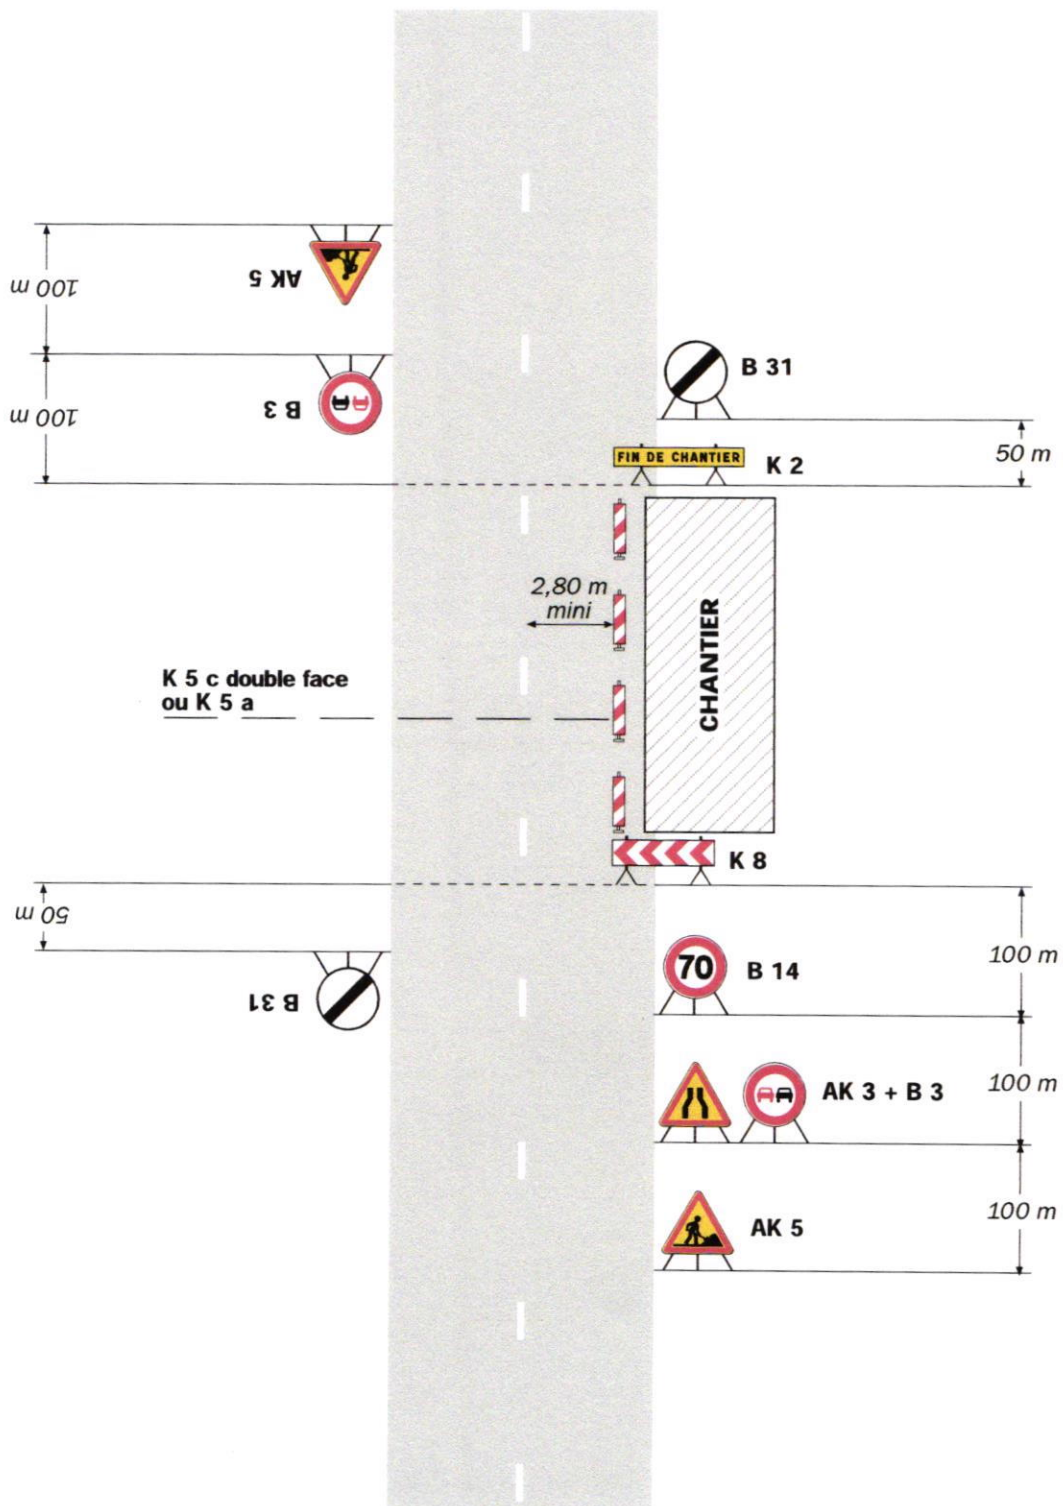 AK 5
100 m
B 3
100 m
B 31
50 m
FIN DE CHANTIER
K 2
2,80 m
mini
CHANTIER
K 5 c double face
ou K 5 a
K 8
50 m
B 31
70
B 14
100 m
AK 3 + B 3
100 m
AK 5
100 m